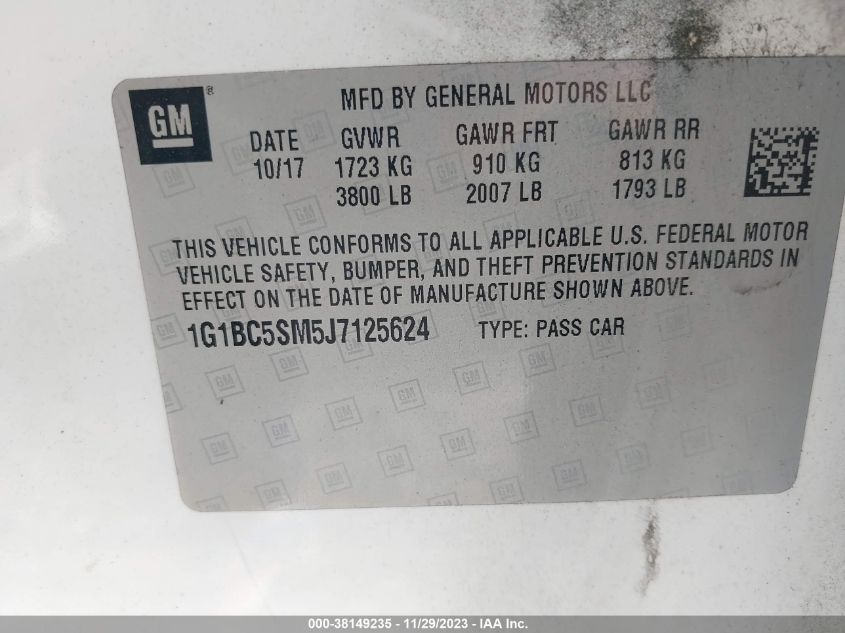 GM ® MFD BY GENERAL MOTORS LLC
DATE GVWR GAWR FRT GAWR RR
10/17 1723 KG 910 KG 813 KG
3800 LB 2007 LB 1793 LB
THIS VEHICLE CONFORMS TO ALL APPLICABLE U.S. FEDERAL MOTOR
VEHICLE SAFETY, BUMPER, AND THEFT PREVENTION STANDARDS IN
EFFECT ON THE DATE OF MANUFACTURE SHOWN ABOVE.
1G1BC5SM5J7125624 TYPE: PASS CAR
000-38149235 - 11/29/2023 - IAA Inc.